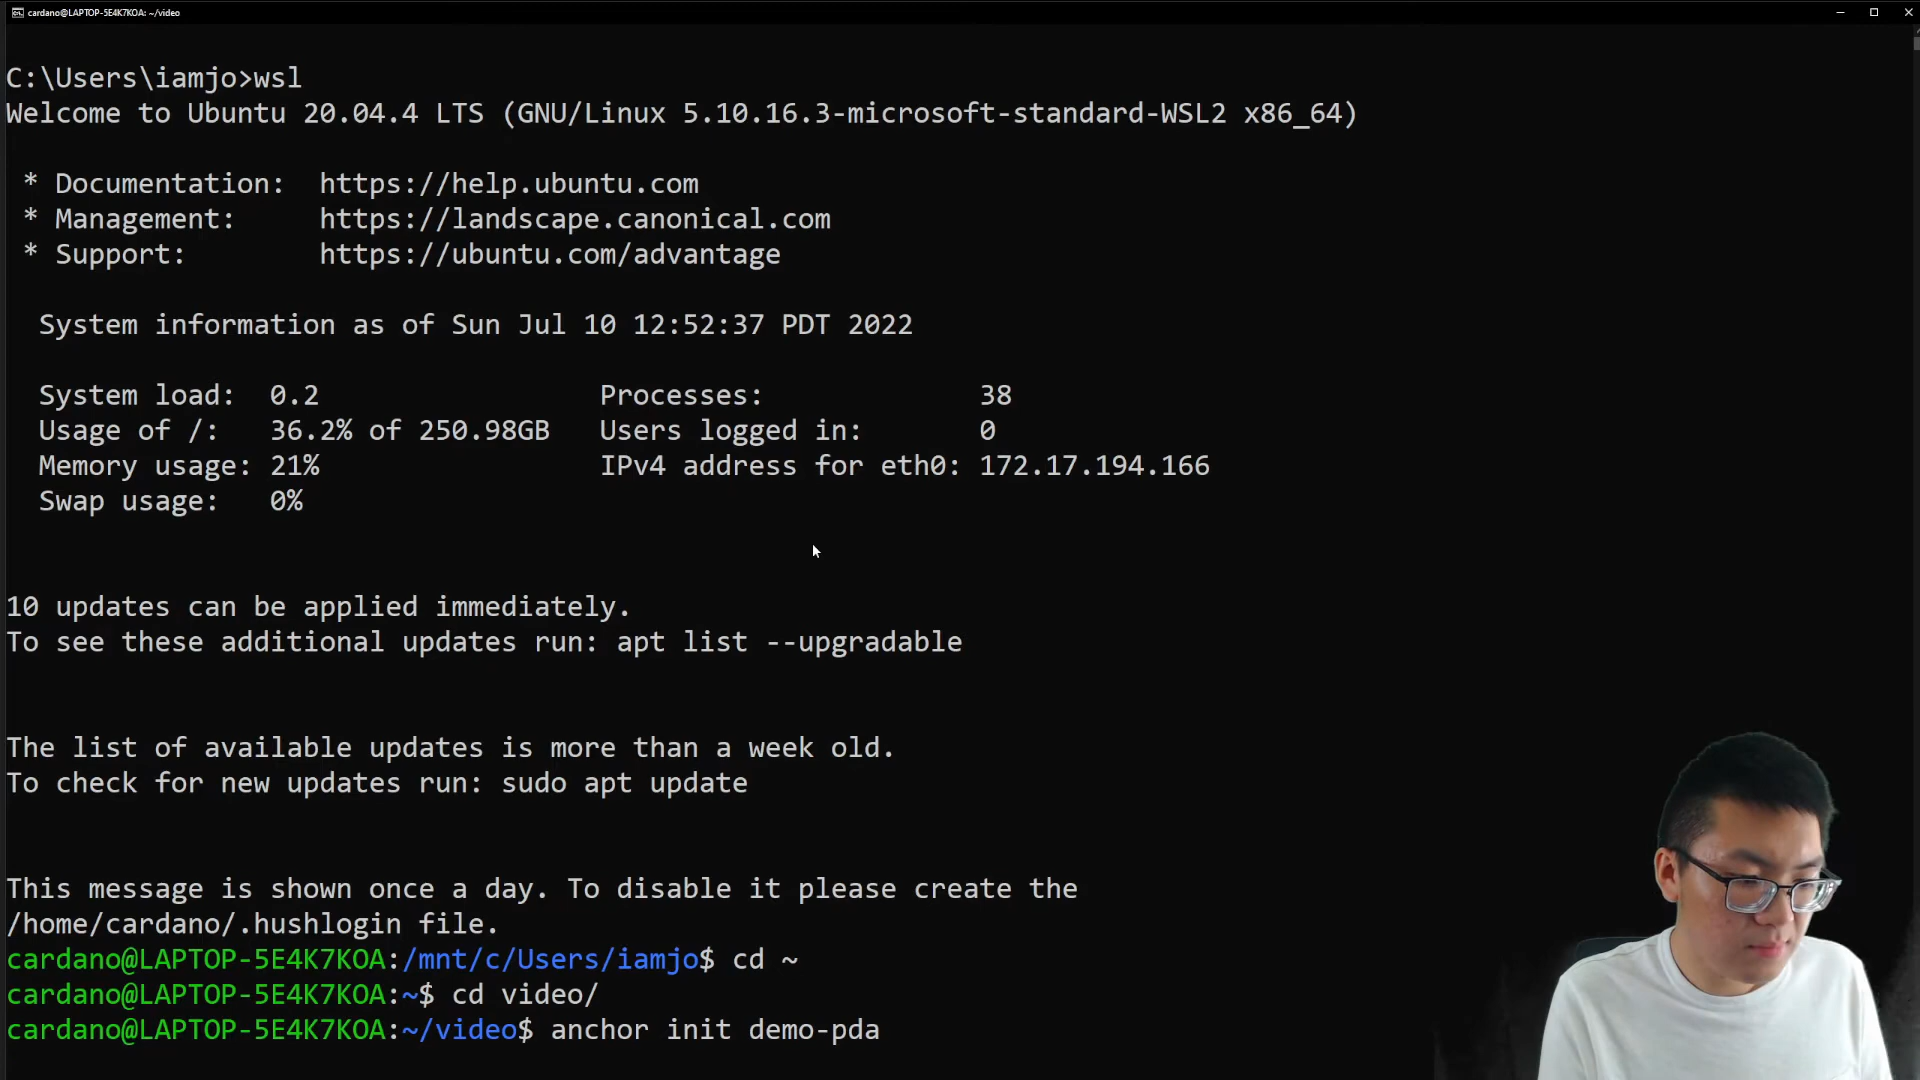 cardano@LAPTOP-5E4K7KOA: ~/video
C:\Users\iamjo>wsl
Welcome to Ubuntu 20.04.4 LTS (GNU/Linux 5.10.16.3-microsoft-standard-WSL2 x86_64)
* Documentation:  https://help.ubuntu.com
* Management:     https://landscape.canonical.com
* Support:        https://ubuntu.com/advantage
System information as of Sun Jul 10 12:52:37 PDT 2022
System load:  0.2                 Processes:              38
Usage of /:   36.2% of 250.98GB   Users logged in:        0
Memory usage: 21%                 IPv4 address for eth0: 172.17.194.166
Swap usage:   0%
10 updates can be applied immediately.
To see these additional updates run: apt list --upgradable
The list of available updates is more than a week old.
To check for new updates run: sudo apt update
This message is shown once a day. To disable it please create the
/home/cardano/.hushlogin file.
cardano@LAPTOP-5E4K7KOA:/mnt/c/Users/iamjo$ cd ~
cardano@LAPTOP-5E4K7KOA:~$ cd video/
cardano@LAPTOP-5E4K7KOA:~/video$ anchor init demo-pda